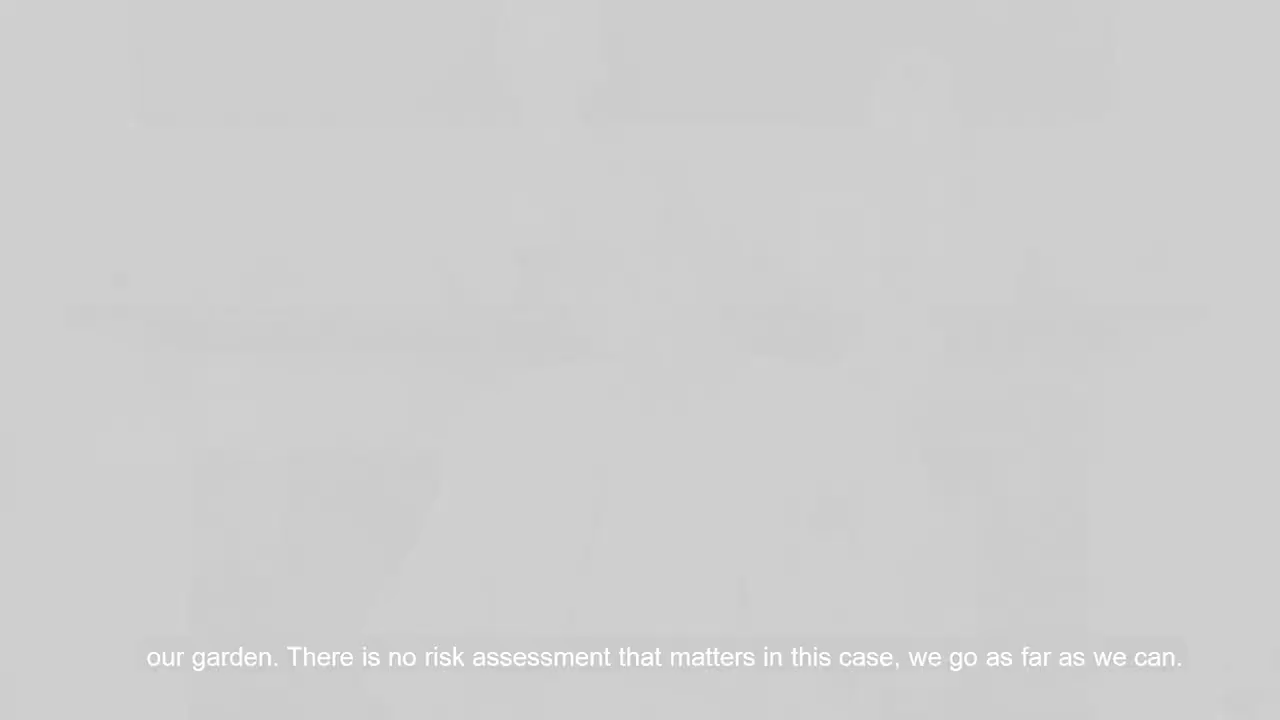 our garden. There is no risk assessment that matters in this case, we go as far as we can.